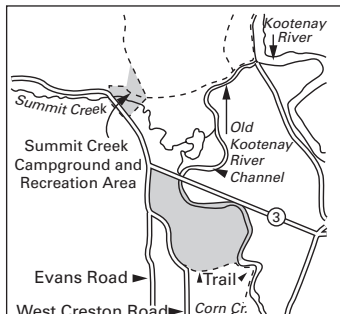 Kootenay
River
Summit Creek
Summit Creek
Campground and
Recreation Area
Old
Kootenay
River
Channel
3
Evans Road
Trail
West Creston Road
Corn Cr.